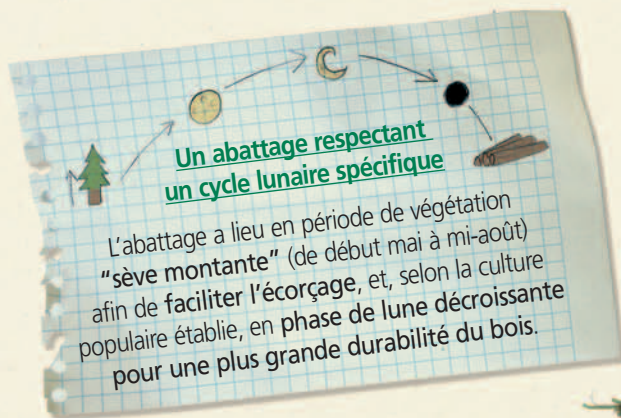 Un abattage respectant
un cycle lunaire spécifique
L'abattage a lieu en période de végétation
"sève montante" (de début mai à mi-août)
afin de faciliter l'écorçage, et, selon la culture
populaire établie, en phase de lune décroissante
pour une plus grande durabilité du bois.